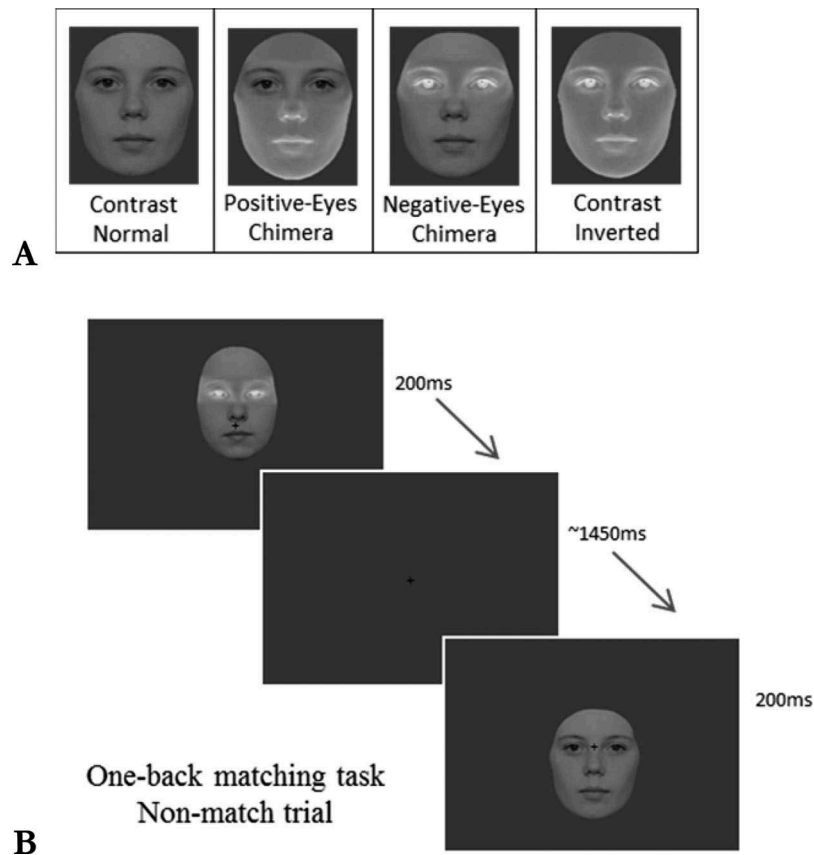 Contrast
Normal
Positive-Eyes
Chimera
Negative-Eyes
Chimera
Contrast
Inverted
A
200ms
~1450ms
200ms
One-back matching task
Non-match trial
B